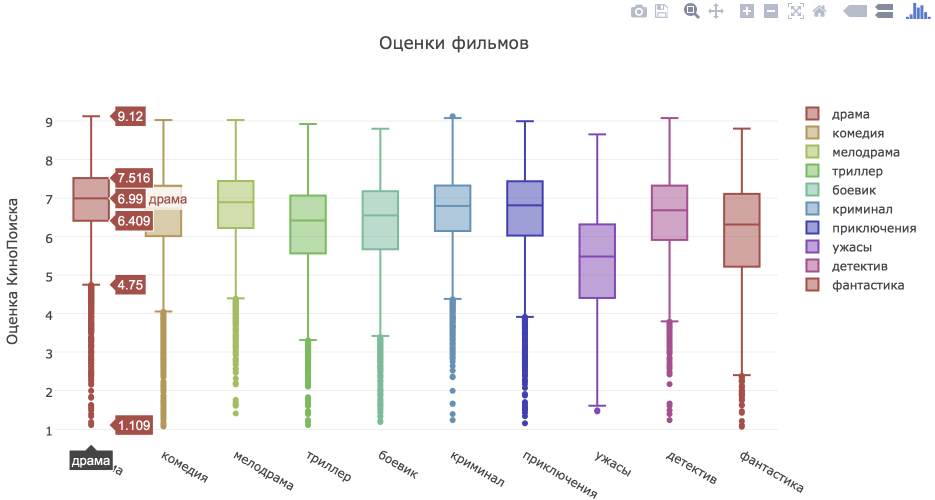 Оценки фильмов
Оценка КиноПоиска
9
8
7
6
5
4
3
2
1
9.12
7.516
6.99
драма
6.409
4.75
1.109
драма
комедия
мелодрама
триллер
боевик
криминал
приключения
ужасы
детектив
фантастика
драма
комедия
мелодрама
триллер
боевик
криминал
приключения
ужасы
детектив
фантастика